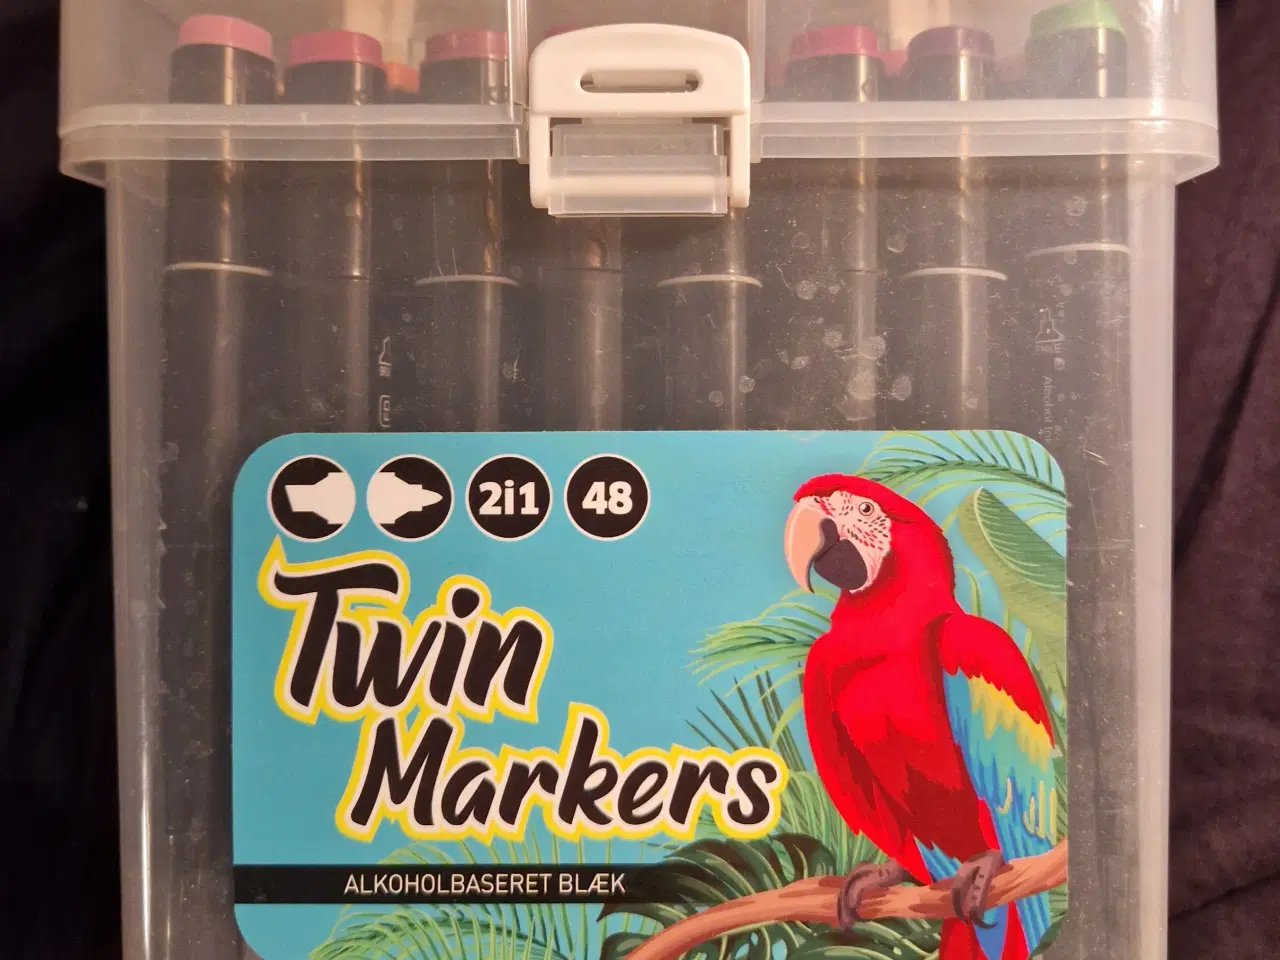 2i1 48
Twin
Markers
ALKOHOLBASERET BLÆK